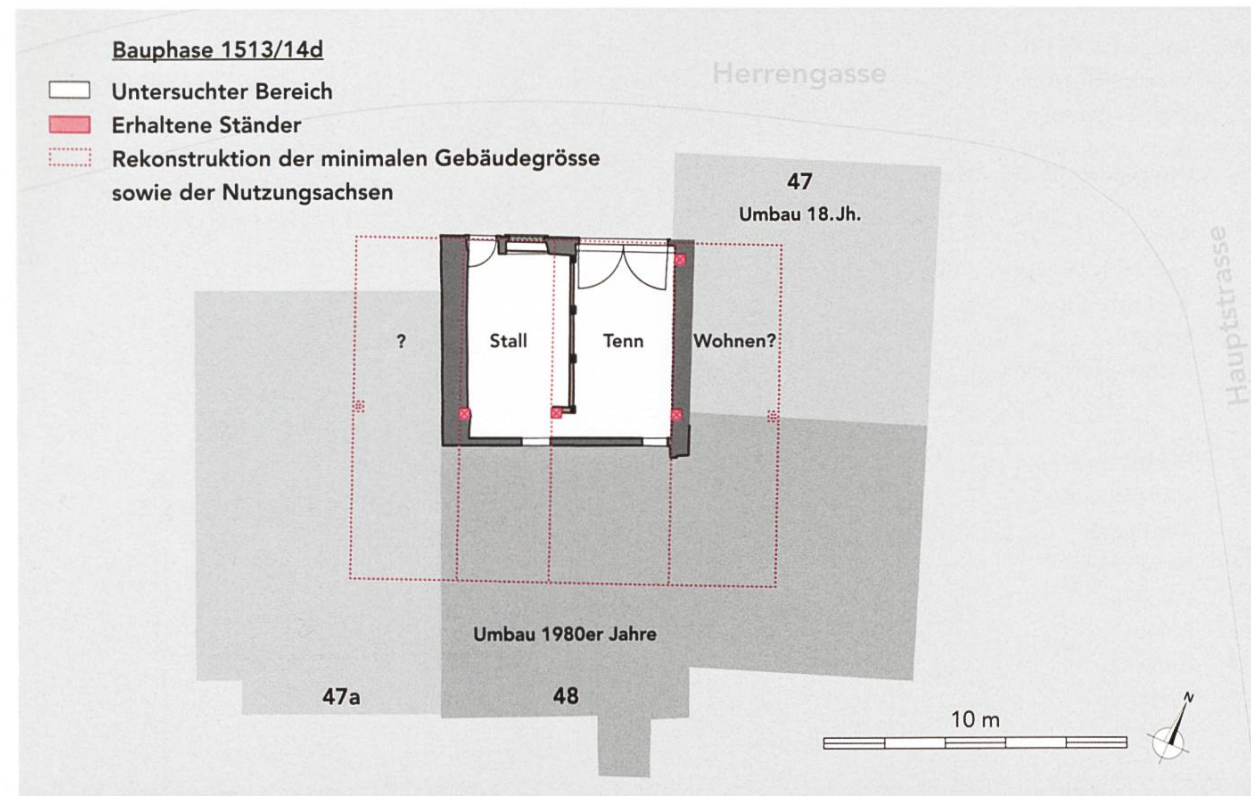 Bauphase 1513/14d
Untersuchter Bereich
Erhaltene Ständer
Rekonstruktion der minimalen Gebäudegrösse
sowie der Nutzungsachsen
Herrengasse
47
Umbau 18.Jh.
Hauptstrasse
?
Stall
Tenn
Wohnen?
Umbau 1980er Jahre
47a
48
10 m
N